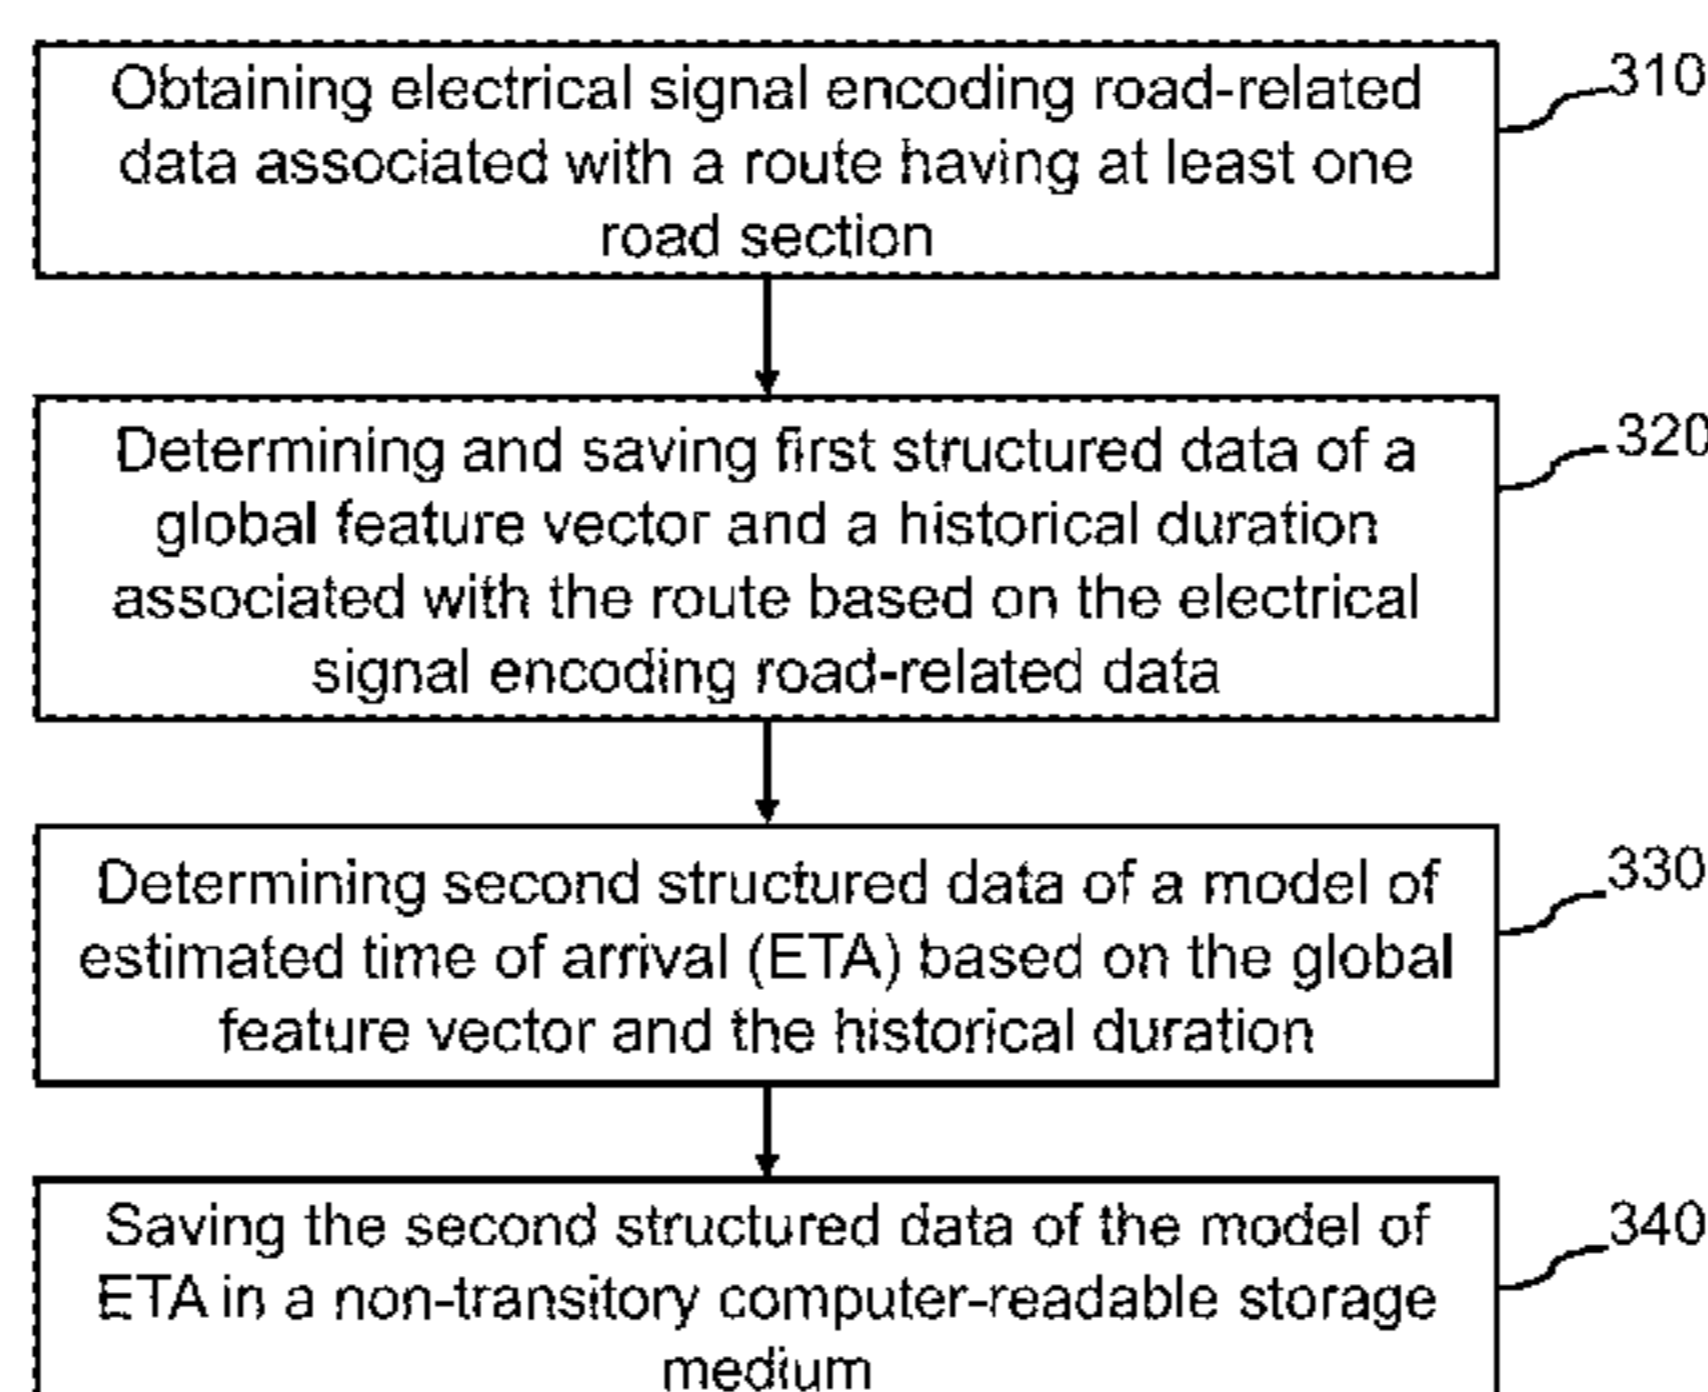 Obtaining electrical signal encoding road-related
data associated with a route having at least one
road section
310
Determining and saving first structured data of a
global feature vector and a historical duration
associated with the route based on the electrical
signal encoding road-related data
320
Determining second structured data of a model of
estimated time of arrival (ETA) based on the global
feature vector and the historical duration
330
Saving the second structured data of the model of
ETA in a non-transitory computer-readable storage
medium
340